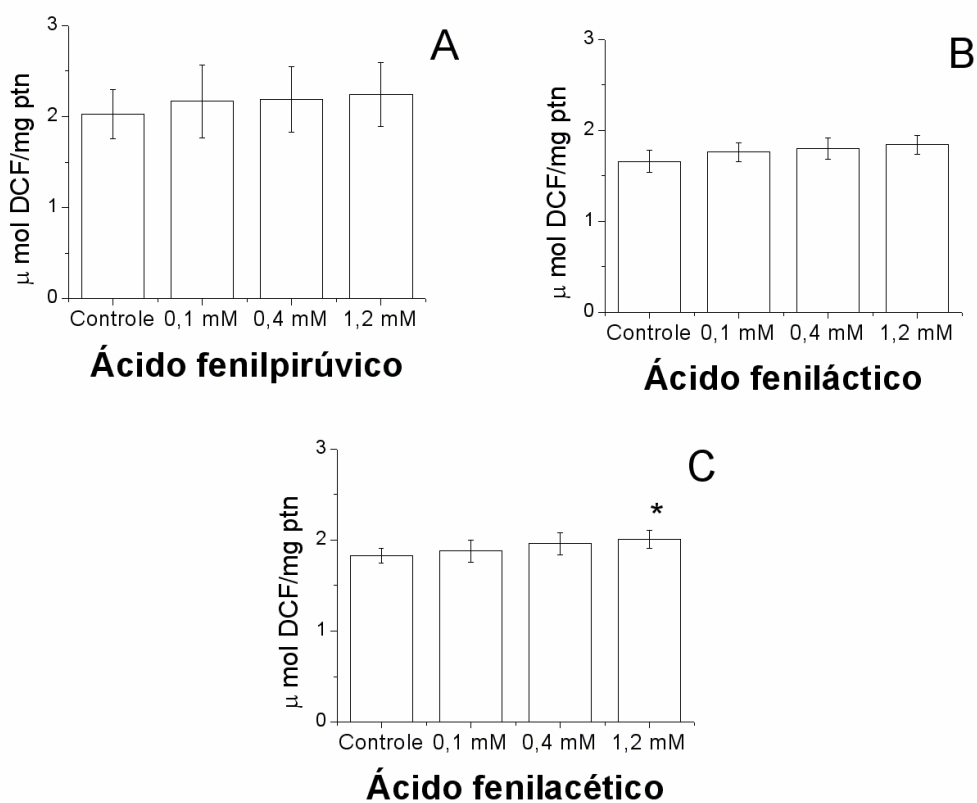 A
3
2
1
0
μ mol DCF/mg ptn
Controle 0,1 mM 0,4 mM 1,2 mM
Ácido fenilpirúvico
B
3
2
1
0
μ mol DCF/mg ptn
Controle 0,1 mM 0,4 mM 1,2 mM
Ácido feniláctico
C
3
2
1
0
μ mol DCF/mg ptn
*
Controle 0,1 mM 0,4 mM 1,2 mM
Ácido fenilacético